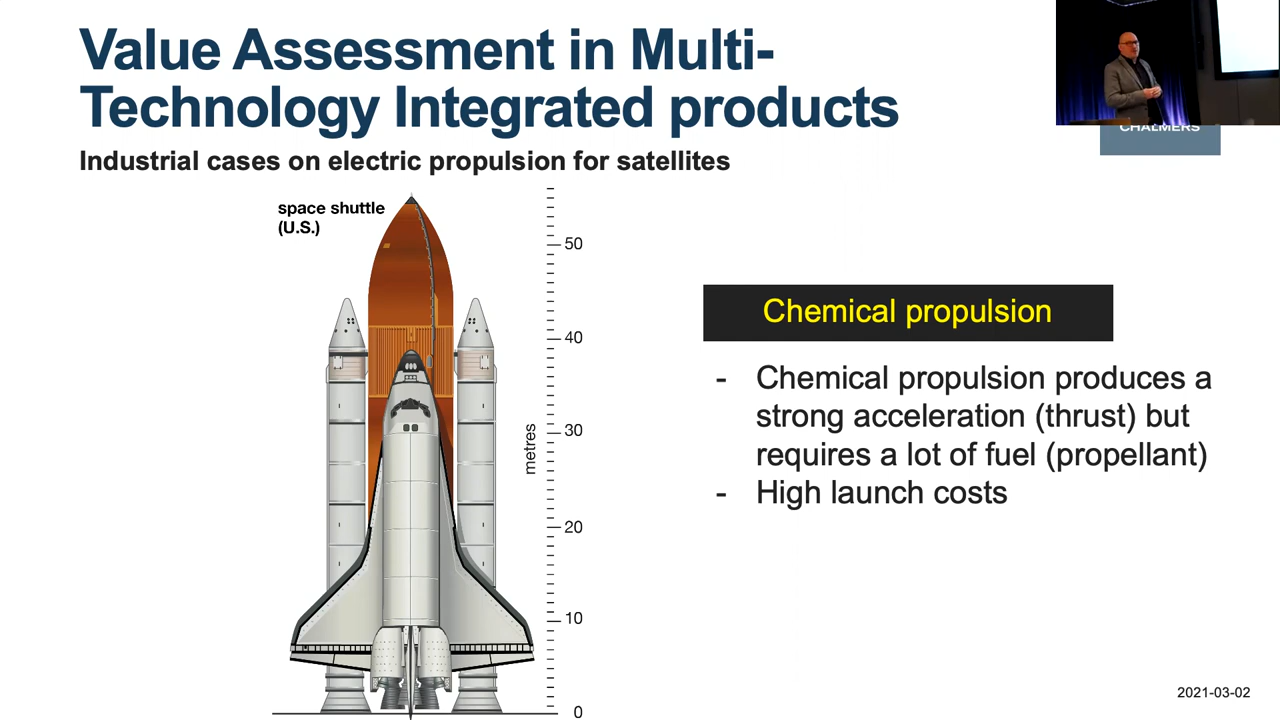 Value Assessment in Multi-
Technology Integrated products
CHALMERS
Industrial cases on electric propulsion for satellites
space shuttle
(U.S.)
50
40
30
20
10
0
metres
Chemical propulsion
- Chemical propulsion produces a
strong acceleration (thrust) but
requires a lot of fuel (propellant)
- High launch costs
2021-03-02